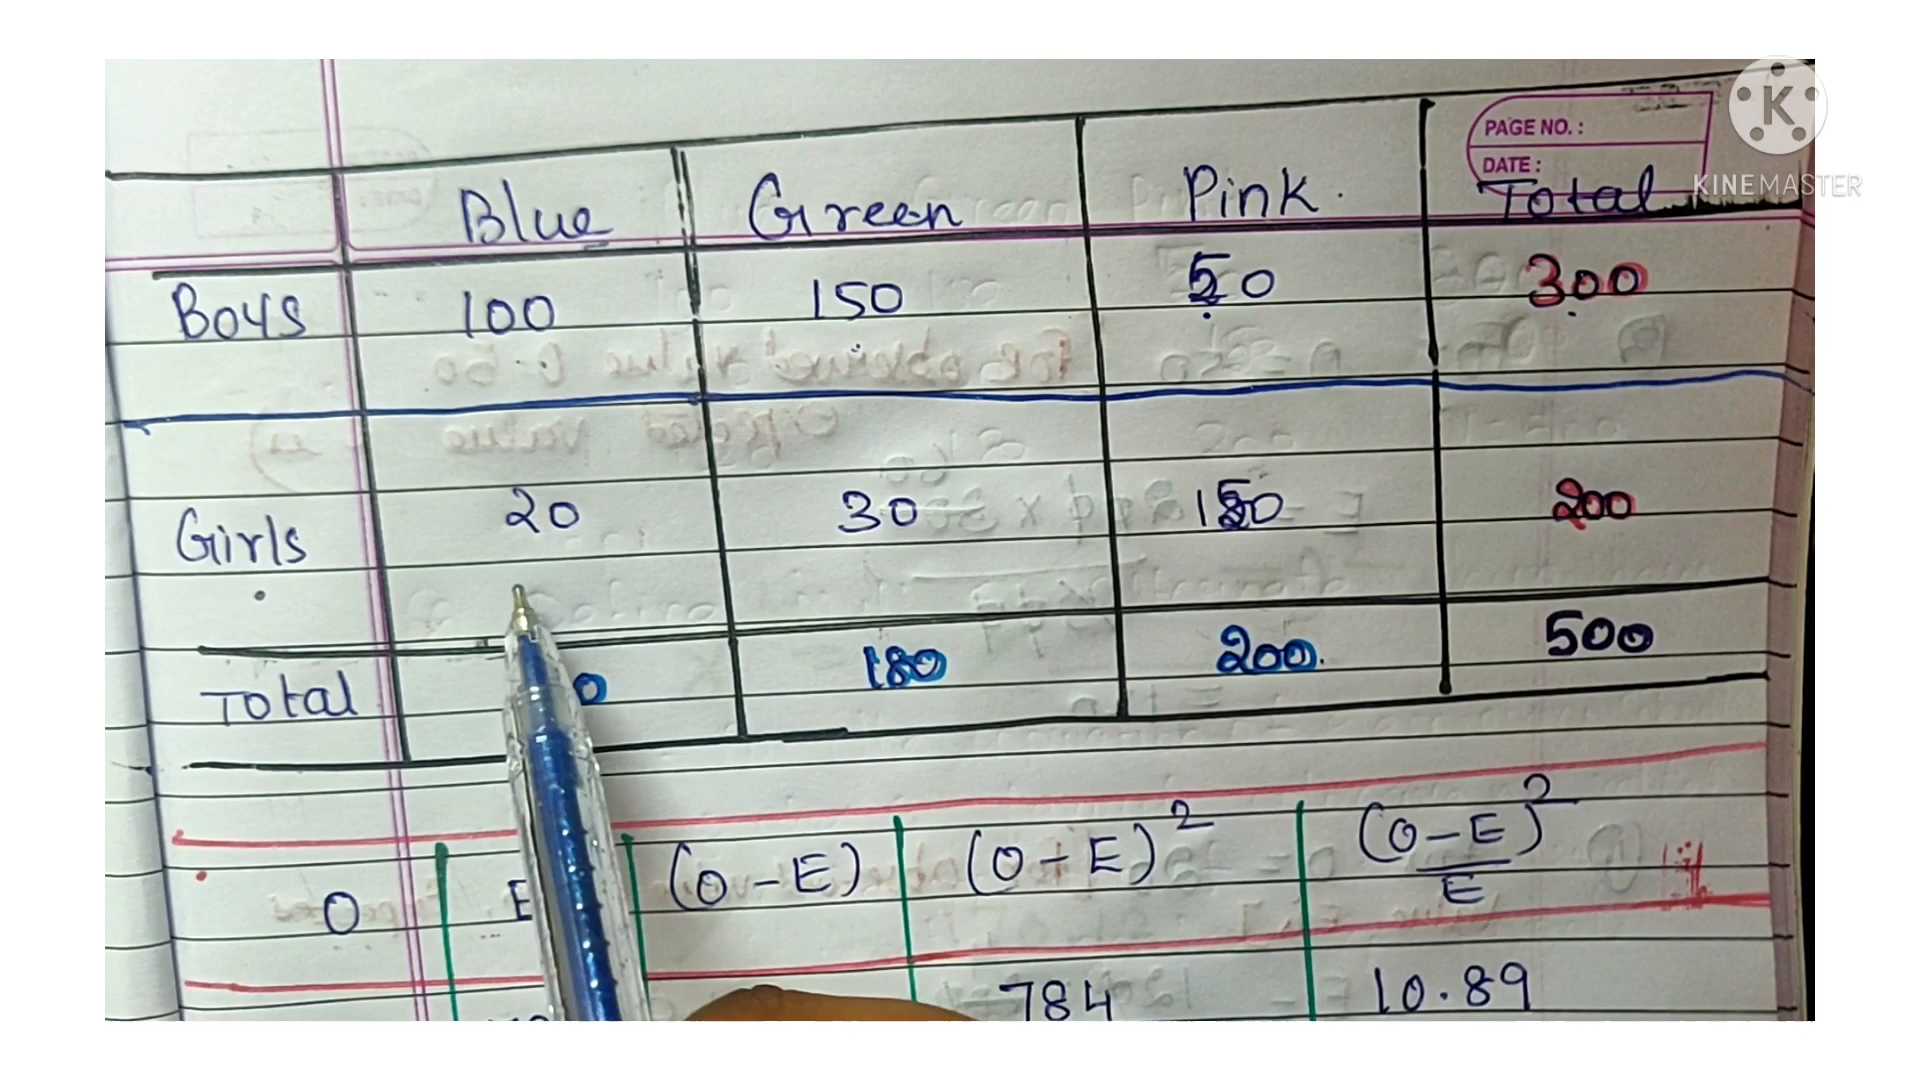 PAGE NO. :
DATE :
KINEMASTER
Blue Green Pink. Total
Boys 100 150 50 300
Girls 20 30 150 200
Total 0 180 200. 500
O E (O-E) (O-E)² (O-E)²/E
784 10.89